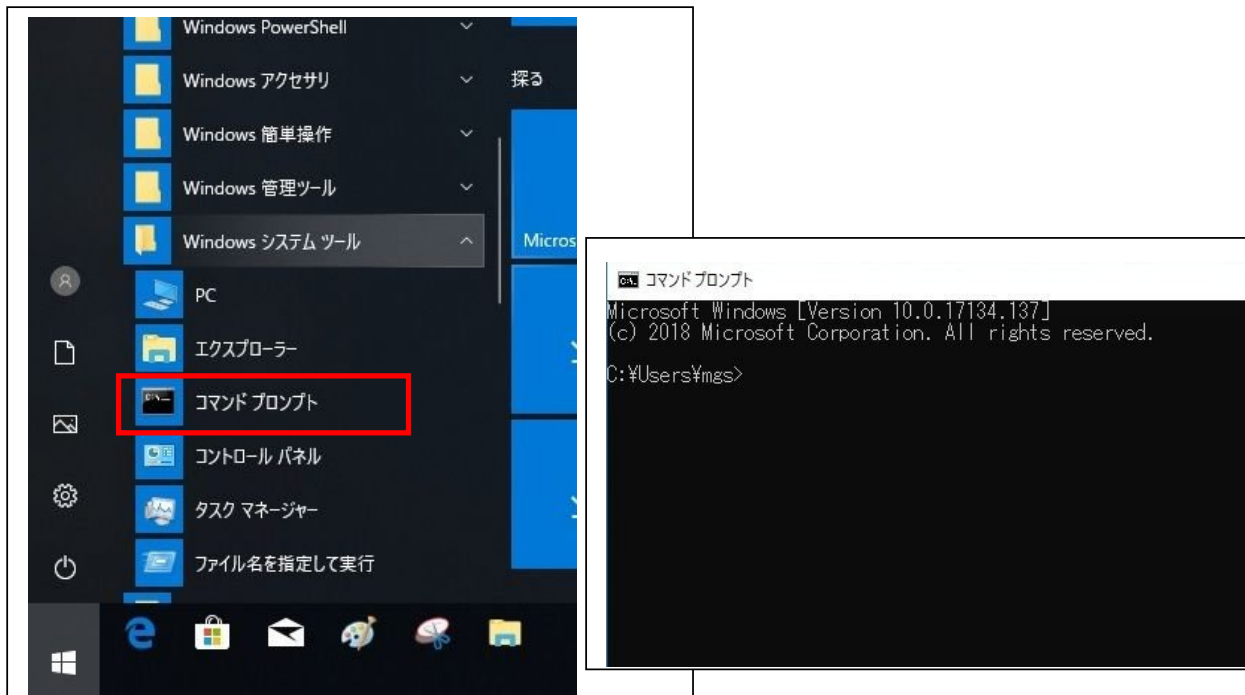 Windows PowerShell
Windows アクセサリ
Windows 簡単操作
Windows 管理ツール
Windows システム ツール
PC
エクスプローラー
コマンド プロンプト
コントロール パネル
タスク マネージャー
ファイル名を指定して実行
探る
Micros
コマンド プロンプト
Microsoft Windows [Version 10.0.17134.137]
(c) 2018 Microsoft Corporation. All rights reserved.
C:¥Users¥mgs>